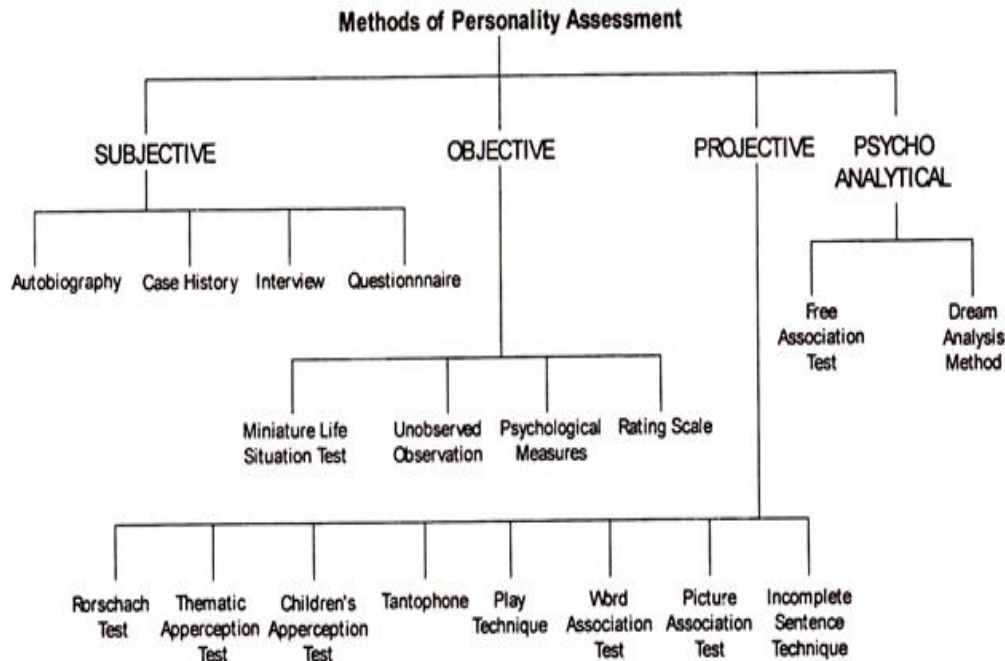 Methods of Personality Assessment
SUBJECTIVE
OBJECTIVE
PROJECTIVE
PSYCHO
ANALYTICAL
Autobiography
Case History
Interview
Questionnnaire
Free
Association
Test
Dream
Analysis
Method
Miniature Life
Situation Test
Unobserved
Observation
Psychological
Measures
Rating Scale
Rorschach
Test
Thematic
Apperception
Test
Children's
Apperception
Test
Tantophone
Play
Technique
Word
Association
Test
Picture
Association
Test
Incomplete
Sentence
Technique